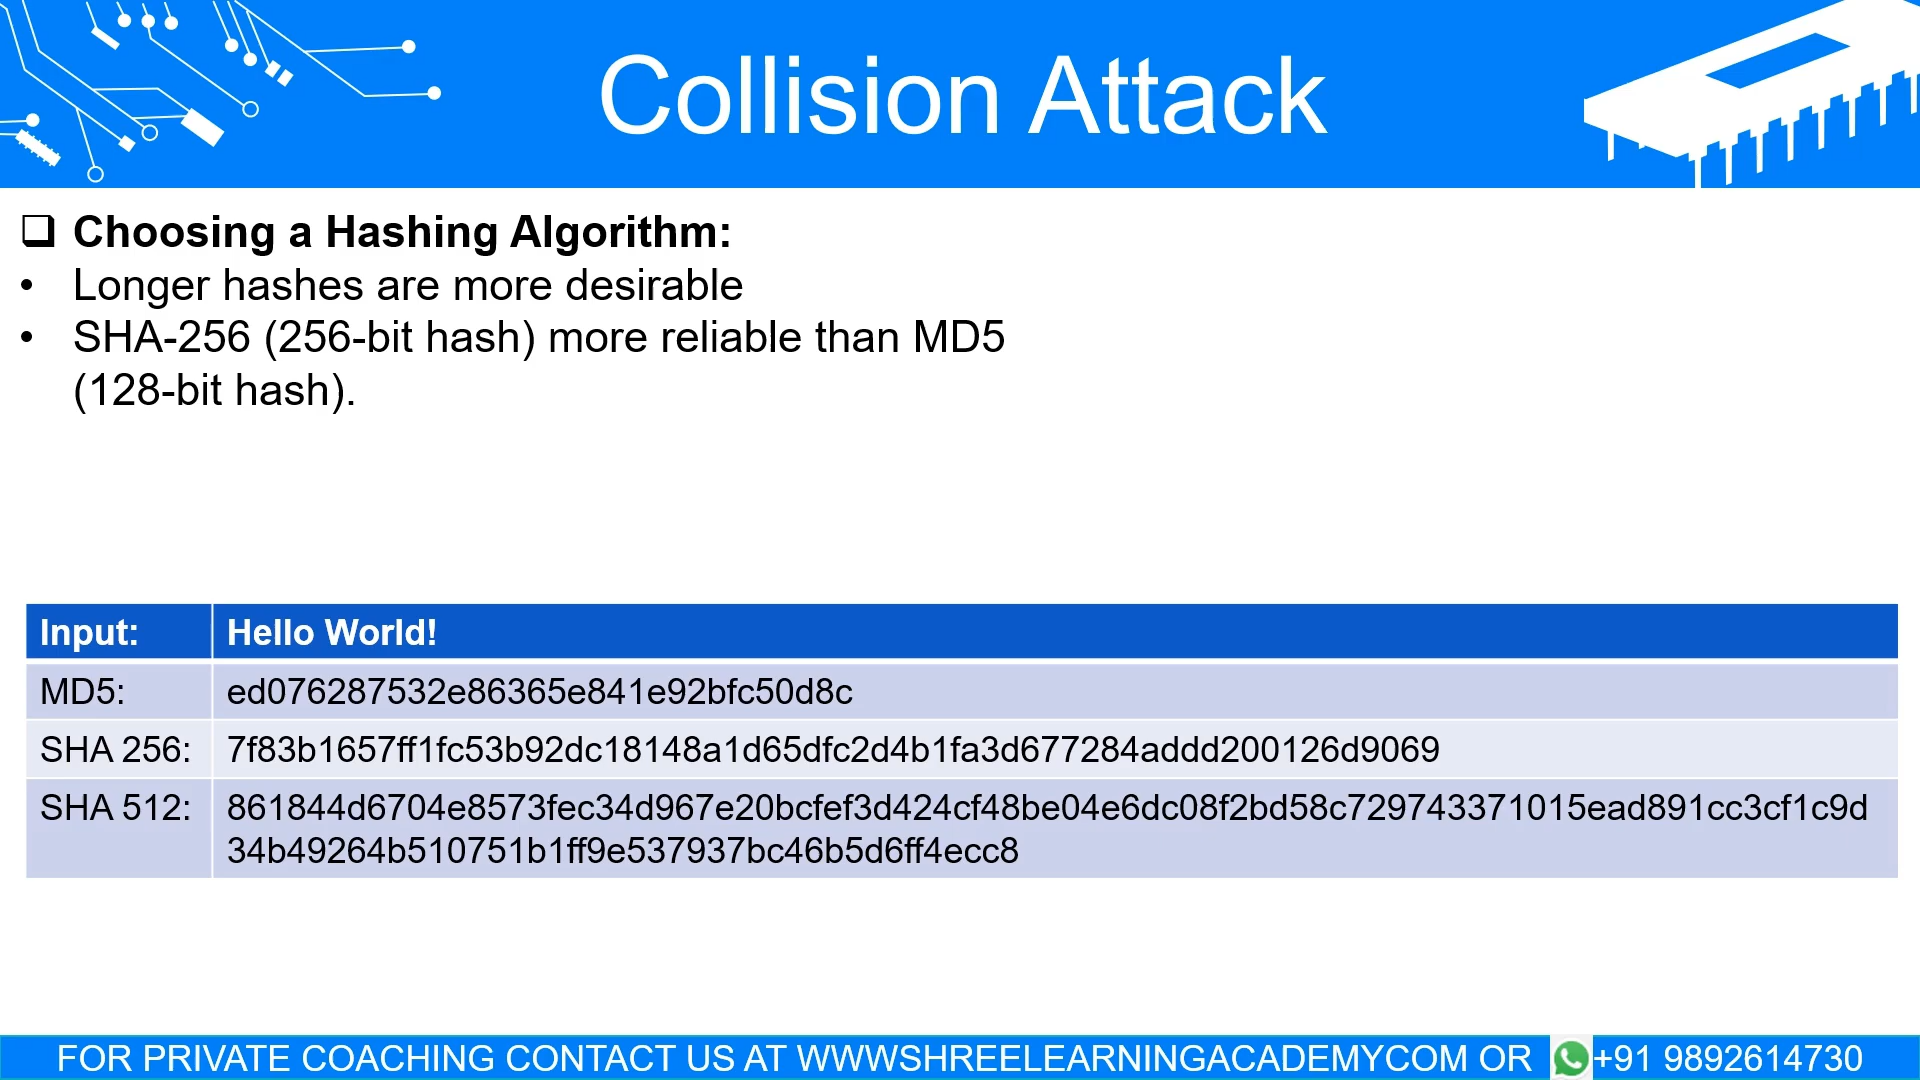 Collision Attack
❑ Choosing a Hashing Algorithm:
• Longer hashes are more desirable
• SHA-256 (256-bit hash) more reliable than MD5
(128-bit hash).
Input: Hello World!
MD5: ed076287532e86365e841e92bfc50d8c
SHA 256: 7f83b1657ff1fc53b92dc18148a1d65dfc2d4b1fa3d677284addd200126d9069
SHA 512: 861844d6704e8573fec34d967e20bcfef3d424cf48be04e6dc08f2bd58c729743371015ead891cc3cf1c9d
34b49264b510751b1ff9e537937bc46b5d6ff4ecc8
FOR PRIVATE COACHING CONTACT US AT WWWSHREELEARNINGACADEMYCOM OR +91 9892614730